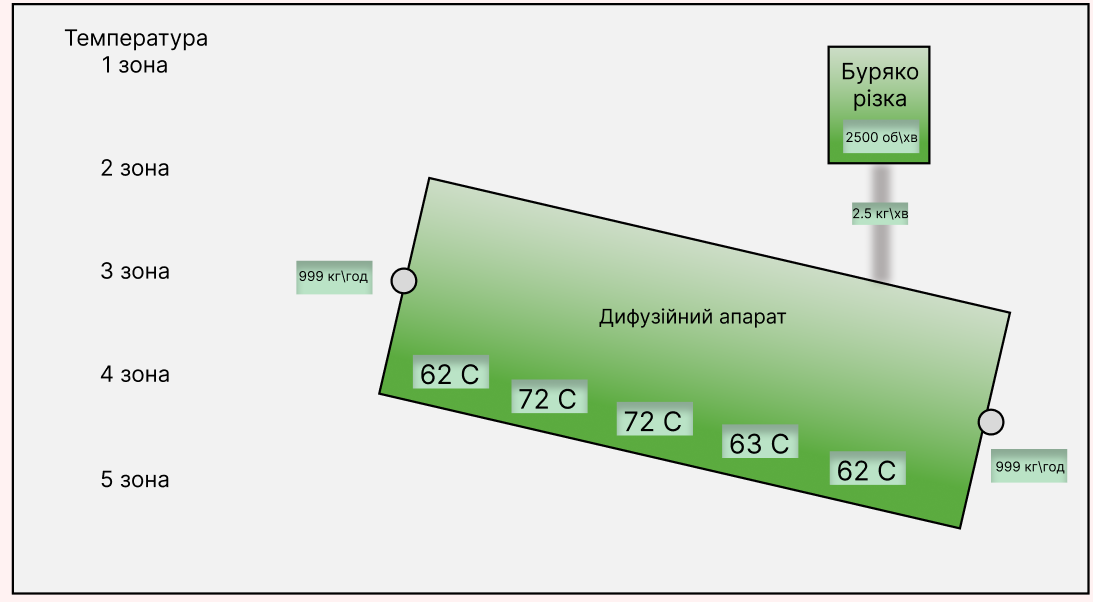 Температура
1 зона
2 зона
3 зона
4 зона
5 зона
Буряко
різка
2500 об\хв
2.5 кг\хв
999 кг\год
Дифузійний апарат
62 С
72 С
72 С
63 С
62 С
999 кг\год